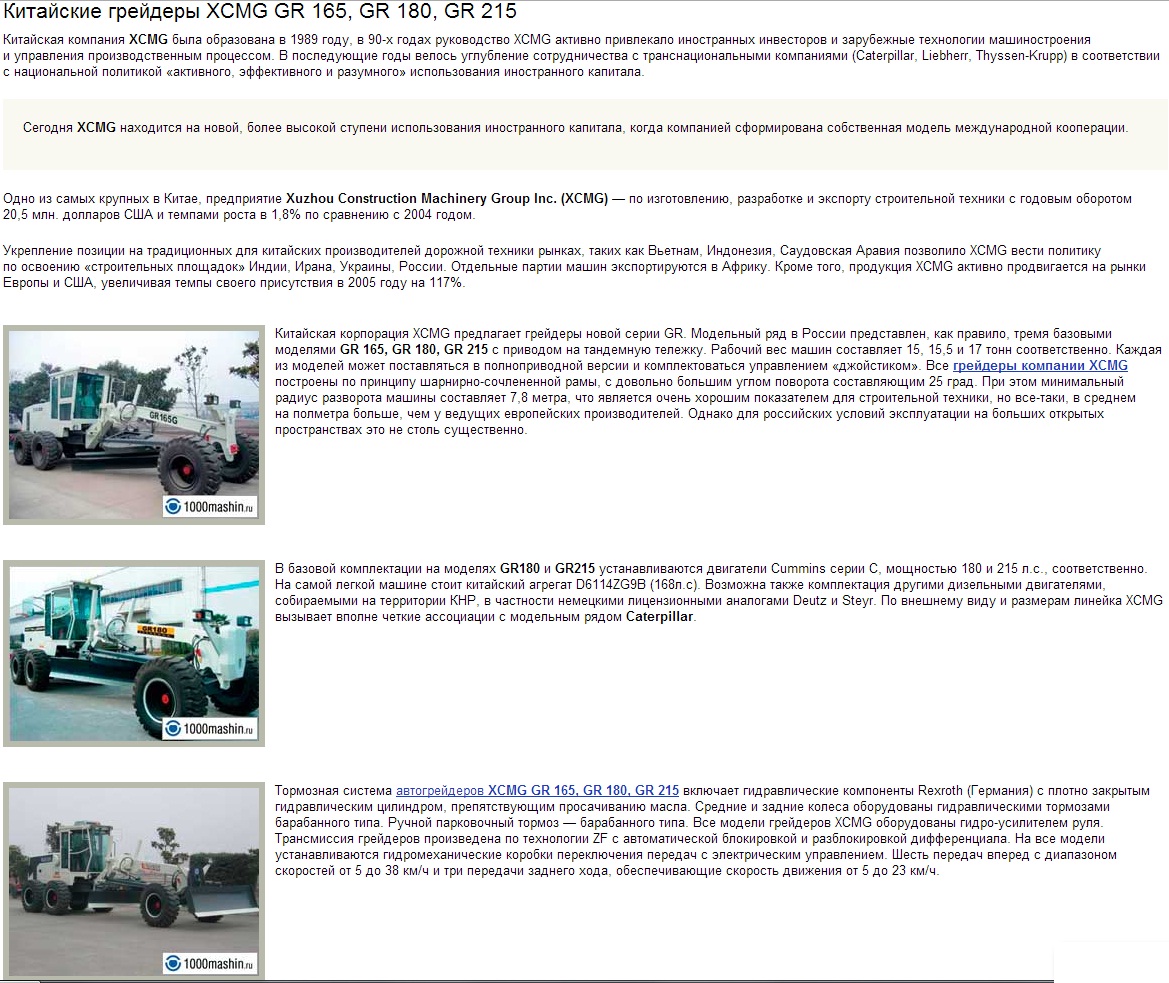 Китайские грейдеры XCMG GR 165, GR 180, GR 215
Китайская компания XCMG была образована в 1989 году, в 90-х годах руководство XCMG активно привлекало иностранных инвесторов и зарубежные технологии машиностроения
и управления производственным процессом. В последующие годы велось углубление сотрудничества с транснациональными компаниями (Caterpillar, Liebherr, Thyssen-Krupp) в соответствии
с национальной политикой «активного, эффективного и разумного» использования иностранного капитала.
Сегодня XCMG находится на новой, более высокой ступени использования иностранного капитала, когда компанией сформирована собственная модель международной кооперации.
Одно из самых крупных в Китае, предприятие Xuzhou Construction Machinery Group Inc. (XCMG) — по изготовлению, разработке и экспорту строительной техники с годовым оборотом
20,5 млн. долларов США и темпами роста в 1,8% по сравнению с 2004 годом.
Укрепление позиции на традиционных для китайских производителей дорожной техники рынках, таких как Вьетнам, Индонезия, Саудовская Аравия позволило XCMG вести политику
по освоению «строительных площадок» Индии, Ирана, Украины, России. Отдельные партии машин экспортируются в Африку. Кроме того, продукция XCMG активно продвигается на рынки
Европы и США, увеличивая темпы своего присутствия в 2005 году на 117%.
Китайская корпорация XCMG предлагает грейдеры новой серии GR. Модельный ряд в России представлен, как правило, тремя базовыми
моделями GR 165, GR 180, GR 215 с приводом на тандемную тележку. Рабочий вес машин составляет 15, 15,5 и 17 тонн соответственно. Каждая
из моделей может поставляться в полноприводной версии и комплектоваться управлением «джойстиком». Все грейдеры компании XCMG
построены по принципу шарнирно-сочлененной рамы, с довольно большим углом поворота составляющим 25 град. При этом минимальный
радиус разворота машины составляет 7,8 метра, что является очень хорошим показателем для строительной техники, но все-таки, в среднем
на полметра больше, чем у ведущих европейских производителей. Однако для российских условий эксплуатации на больших открытых
пространствах это не столь существенно.
GR165G
1000mashin.ru
В базовой комплектации на моделях GR180 и GR215 устанавливаются двигатели Cummins серии С, мощностью 180 и 215 л.с., соответственно.
На самой легкой машине стоит китайский агрегат D6114ZG9B (168л.с). Возможна также комплектация другими дизельными двигателями,
собираемыми на территории КНР, в частности немецкими лицензионными аналогами Deutz и Steyr. По внешнему виду и размерам линейка XCMG
вызывает вполне четкие ассоциации с модельным рядом Caterpillar.
GR180
1000mashin.ru
Тормозная система автогрейдеров XCMG GR 165, GR 180, GR 215 включает гидравлические компоненты Rexroth (Германия) с плотно закрытым
гидравлическим цилиндром, препятствующим просачиванию масла. Средние и задние колеса оборудованы гидравлическими тормозами
барабанного типа. Ручной парковочный тормоз — барабанного типа. Все модели грейдеров XCMG оборудованы гидро-усилителем руля.
Трансмиссия грейдеров произведена по технологии ZF с автоматической блокировкой и разблокировкой дифференциала. На все модели
устанавливаются гидромеханические коробки переключения передач с электрическим управлением. Шесть передач вперед с диапазоном
скоростей от 5 до 38 км/ч и три передачи заднего хода, обеспечивающие скорость движения от 5 до 23 км/ч.
1000mashin.ru